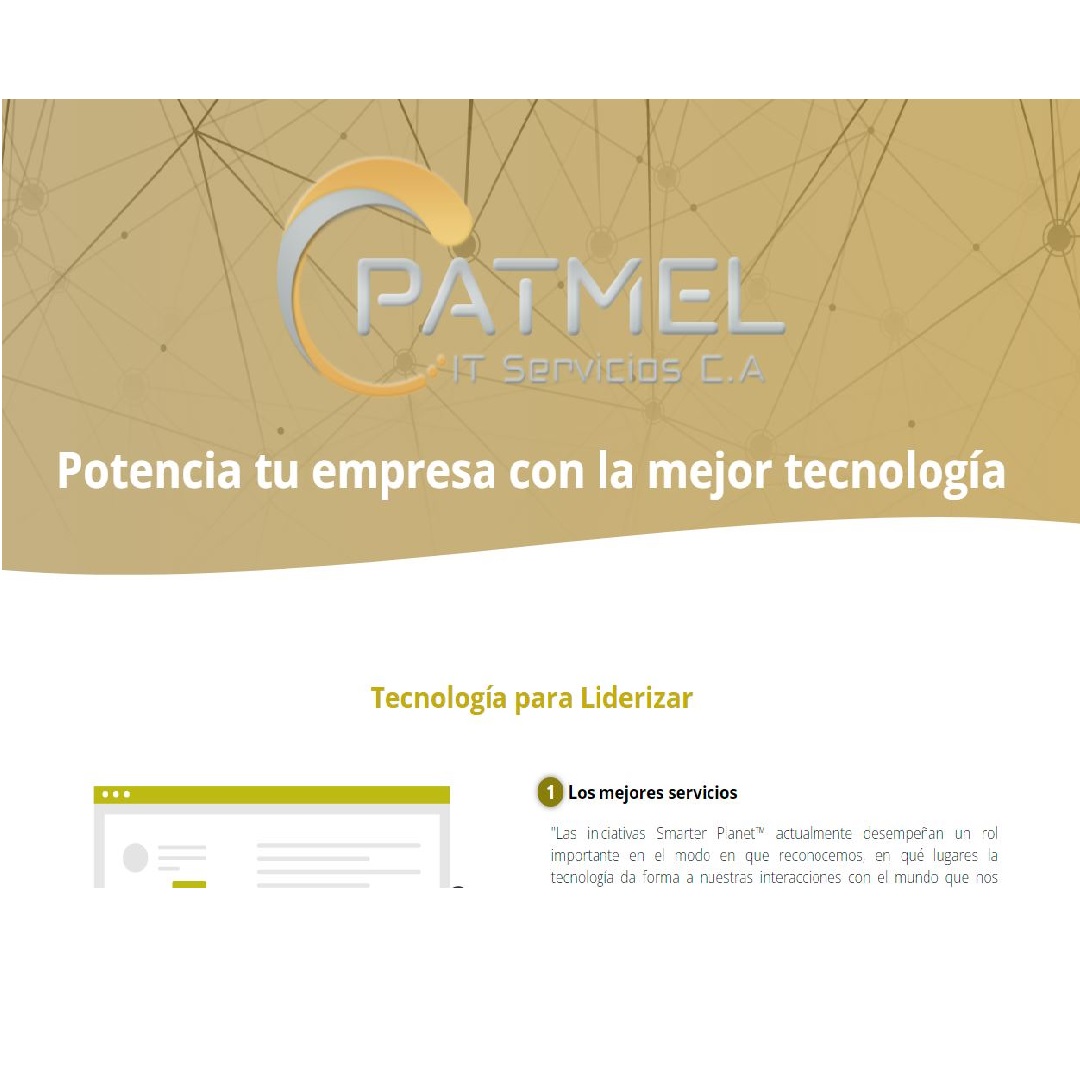 PATMEL
IT Servicios C.A
Potencia tu empresa con la mejor tecnología
Tecnología para Liderizar
1 Los mejores servicios
"Las iniciativas Smarter Planet™ actualmente desempeñan un rol
importante en el modo en que reconocemos, en qué lugares la
tecnología da forma a nuestras interacciones con el mundo que nos